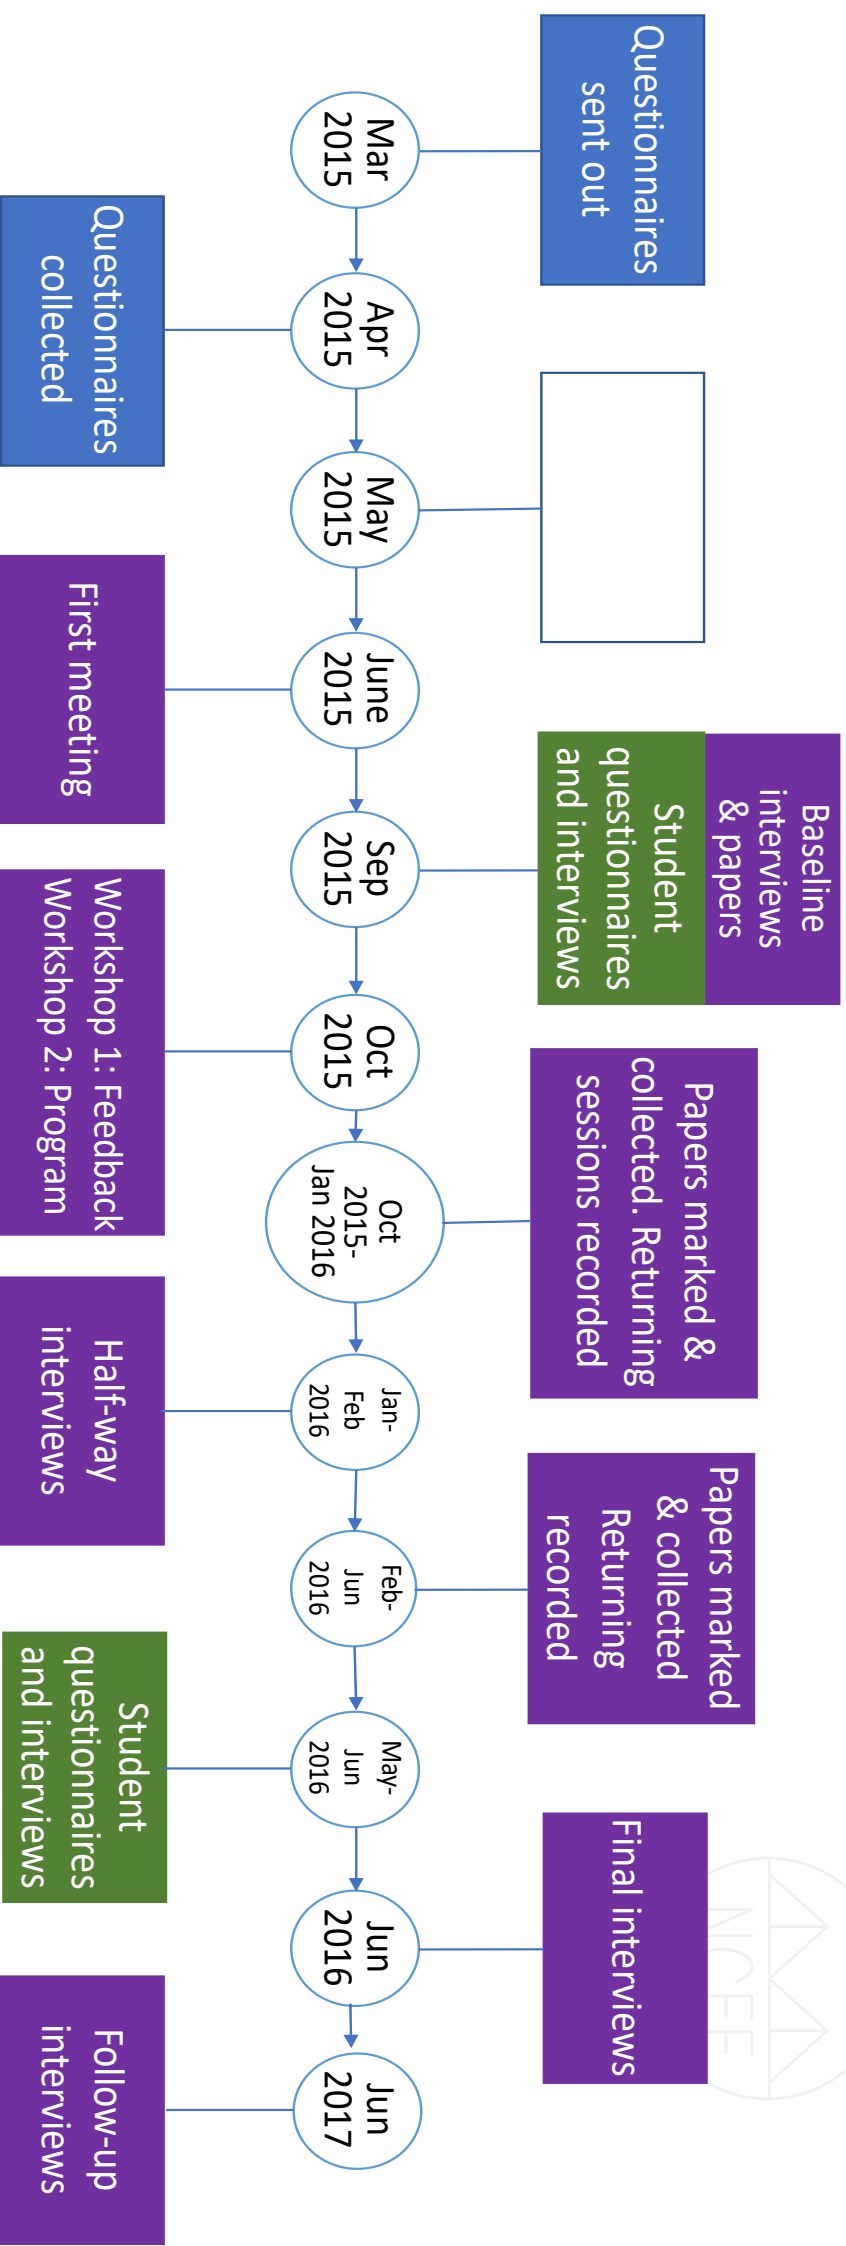 Questionnaires
sent out
Mar
2015
Questionnaires
collected
Apr
2015
May
2015
First meeting
June
2015
Baseline
interviews
& papers
Student
questionnaires
and interviews
Sep
2015
Workshop 1: Feedback
Workshop 2: Program
Oct
2015
Papers marked &
collected. Returning
sessions recorded
Oct
2015-
Jan 2016
Half-way
interviews
Jan-
Feb
2016
Papers marked
& collected
Returning
recorded
Feb-
Jun
2016
Student
questionnaires
and interviews
May-
Jun
2016
Final interviews
Jun
2016
Follow-up
interviews
Jun
2017